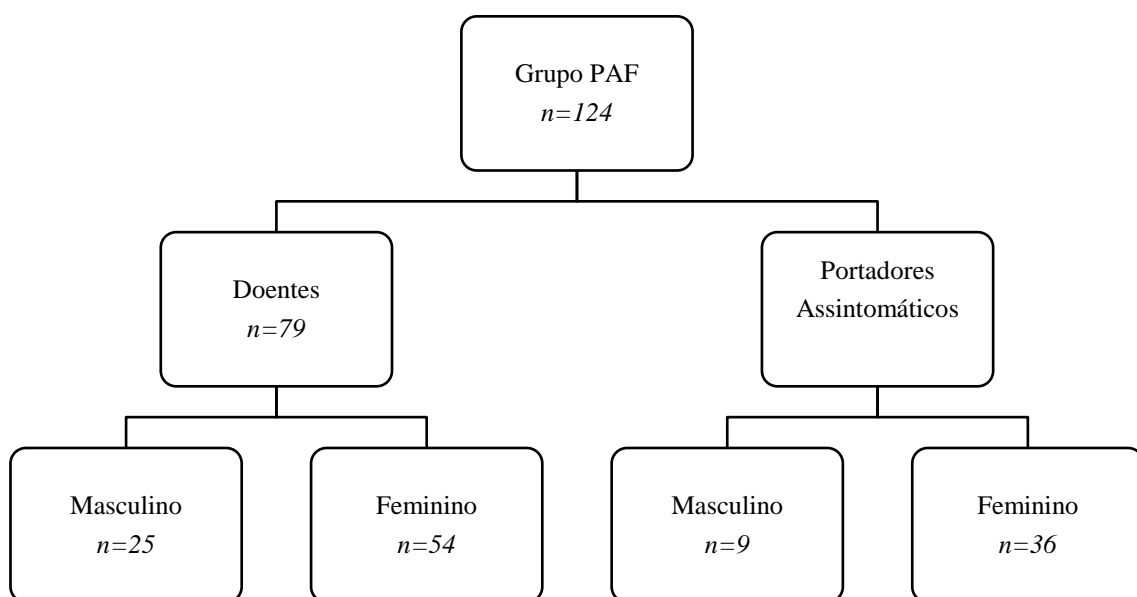 Grupo PAF
n=124
Doentes
n=79
Portadores
Assintomáticos
Masculino
n=25
Feminino
n=54
Masculino
n=9
Feminino
n=36